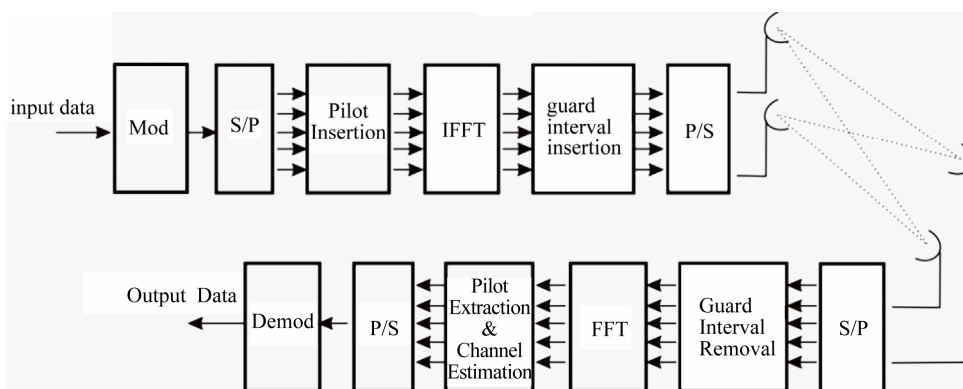 input data
Mod
S/P
Pilot
Insertion
IFFT
guard
interval
insertion
P/S
Output Data
Demod
P/S
Pilot
Extraction
&
Channel
Estimation
FFT
Guard
Interval
Removal
S/P